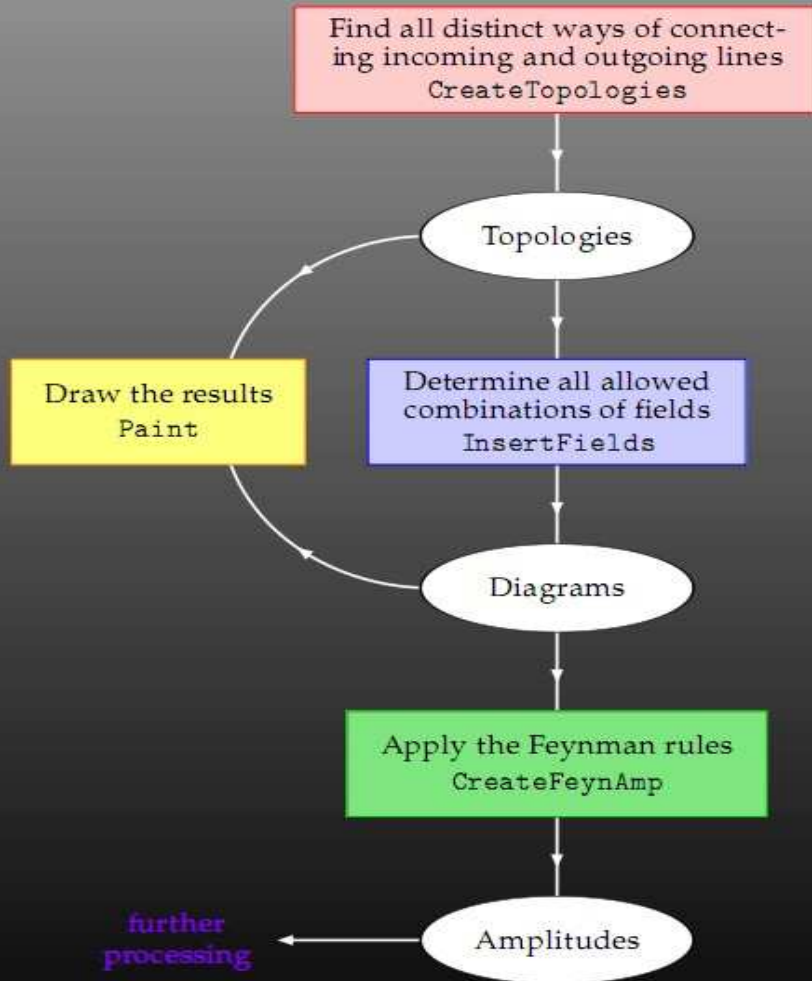 Find all distinct ways of connect-
ing incoming and outgoing lines
CreateTopologies
Topologies
Draw the results
Paint
Determine all allowed
combinations of fields
InsertFields
Diagrams
Apply the Feynman rules
CreateFeynAmp
further
processing
Amplitudes